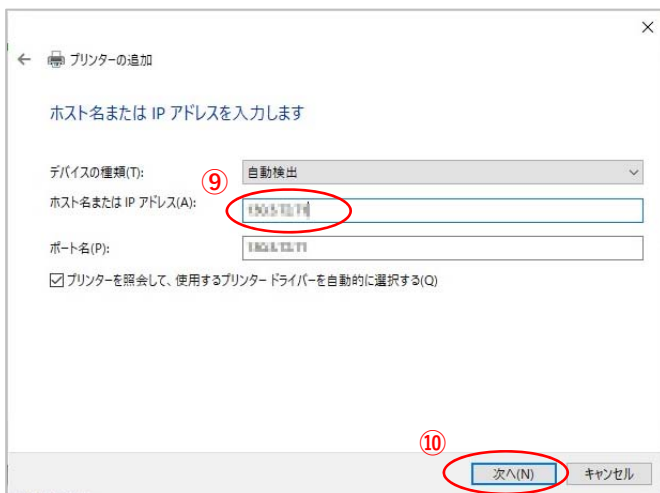 ×
← プリンターの追加
ホスト名または IP アドレスを入力します
デバイスの種類(T): 自動検出
⑨
ホスト名または IP アドレス(A):
ポート名(P):
☑プリンターを照会して、使用するプリンター ドライバーを自動的に選択する(Q)
⑩
次へ(N) キャンセル